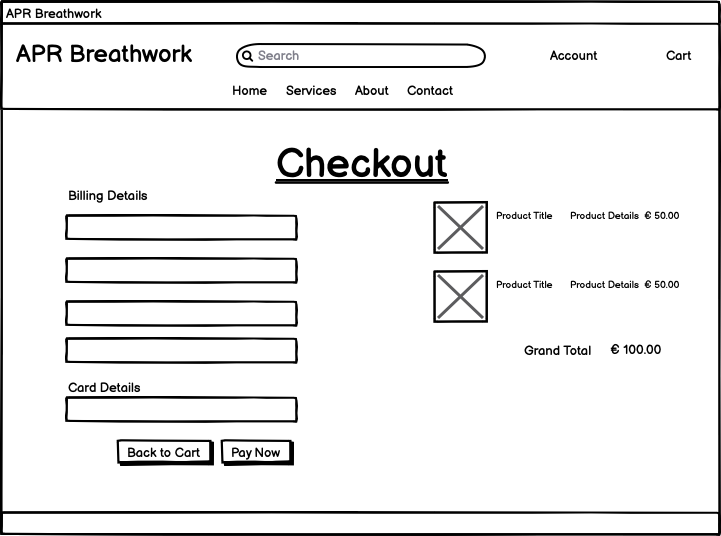 APR Breathwork
APR Breathwork
Search
Account
Cart
Home Services About Contact
Checkout
Billing Details
Product Title Product Details € 50.00
Product Title Product Details € 50.00
Grand Total € 100.00
Card Details
Back to Cart
Pay Now